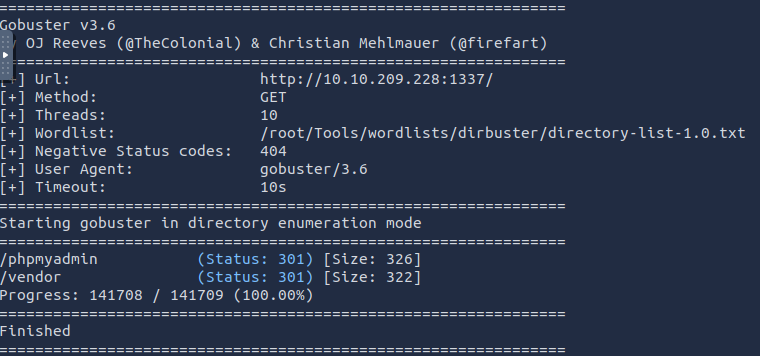 ===============================================================
Gobuster v3.6
OJ Reeves (@TheColonial) & Christian Mehlmauer (@firefart)
===============================================================
[+] Url:                     http://10.10.209.228:1337/
[+] Method:                  GET
[+] Threads:                 10
[+] Wordlist:                /root/Tools/wordlists/dirbuster/directory-list-1.0.txt
[+] Negative Status codes:   404
[+] User Agent:              gobuster/3.6
[+] Timeout:                 10s
===============================================================
Starting gobuster in directory enumeration mode
===============================================================
/phpmyadmin           (Status: 301) [Size: 326]
/vendor               (Status: 301) [Size: 322]
Progress: 141708 / 141709 (100.00%)
===============================================================
Finished
===============================================================